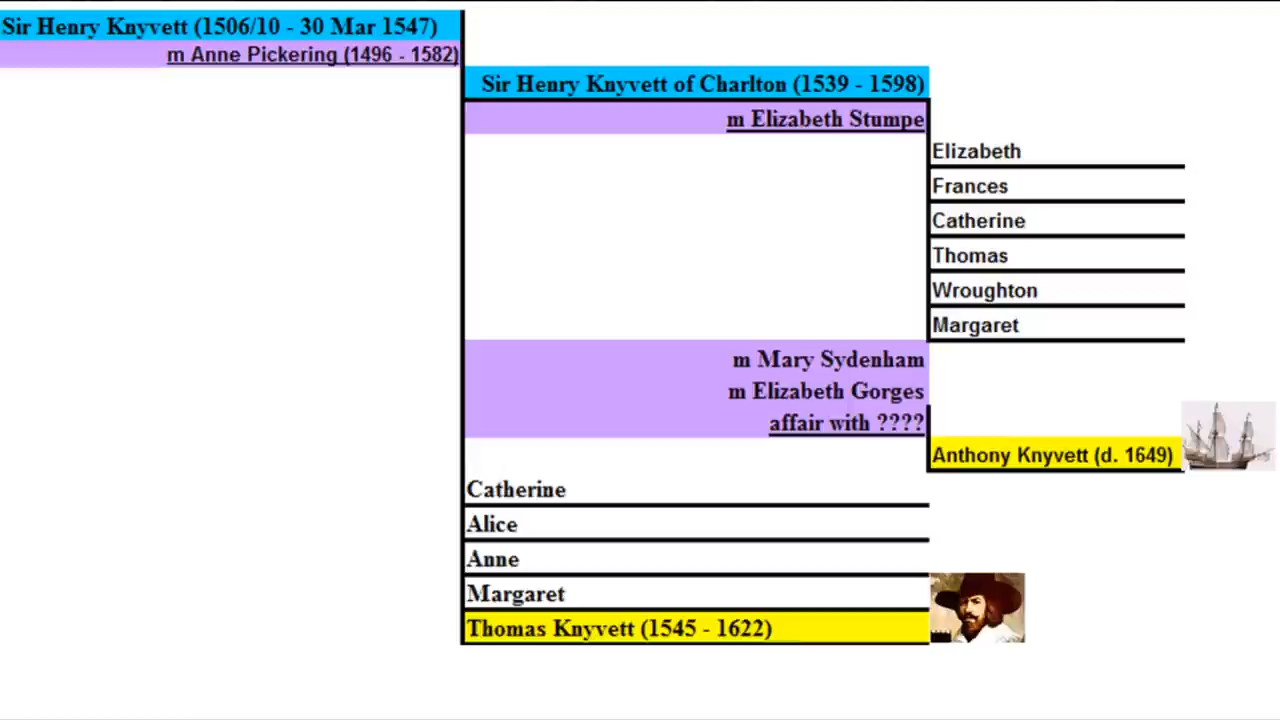 Sir Henry Knyvett (1506/10 - 30 Mar 1547)
m Anne Pickering (1496 - 1582)
Sir Henry Knyvett of Charlton (1539 - 1598)
m Elizabeth Stumpe
Elizabeth
Frances
Catherine
Thomas
Wroughton
Margaret
m Mary Sydenham
m Elizabeth Gorges
affair with ????
Anthony Knyvett (d. 1649)
Catherine
Alice
Anne
Margaret
Thomas Knyvett (1545 - 1622)